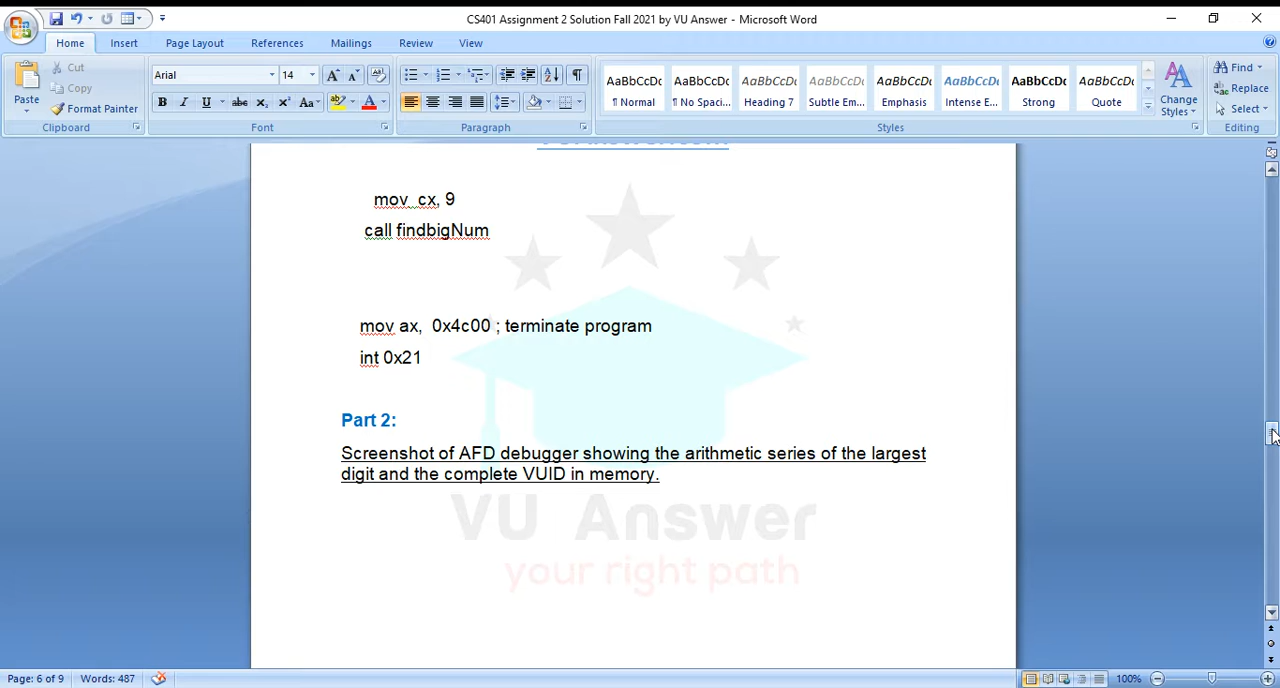 CS401 Assignment 2 Solution Fall 2021 by VU Answer - Microsoft Word
Home Insert Page Layout References Mailings Review View
Paste
Cut
Copy
Format Painter
Clipboard
Arial 14
Font
Paragraph
AaBbCcDc AaBbCcDc AaBbCcDc AaBbCcDc AaBbCcDc AaBbCcDc AaBbCcDc AaBbCcDc
¶ Normal ¶ No Spaci... Heading 7 Subtle Em... Emphasis Intense E... Strong Quote
Change Styles
Styles
Find
Replace
Select
Editing
mov cx, 9
call findbigNum
mov ax, 0x4c00 ; terminate program
int 0x21
Part 2:
Screenshot of AFD debugger showing the arithmetic series of the largest
digit and the complete VUID in memory.
VU Answer
your right path
Page: 6 of 9 Words: 487 100%